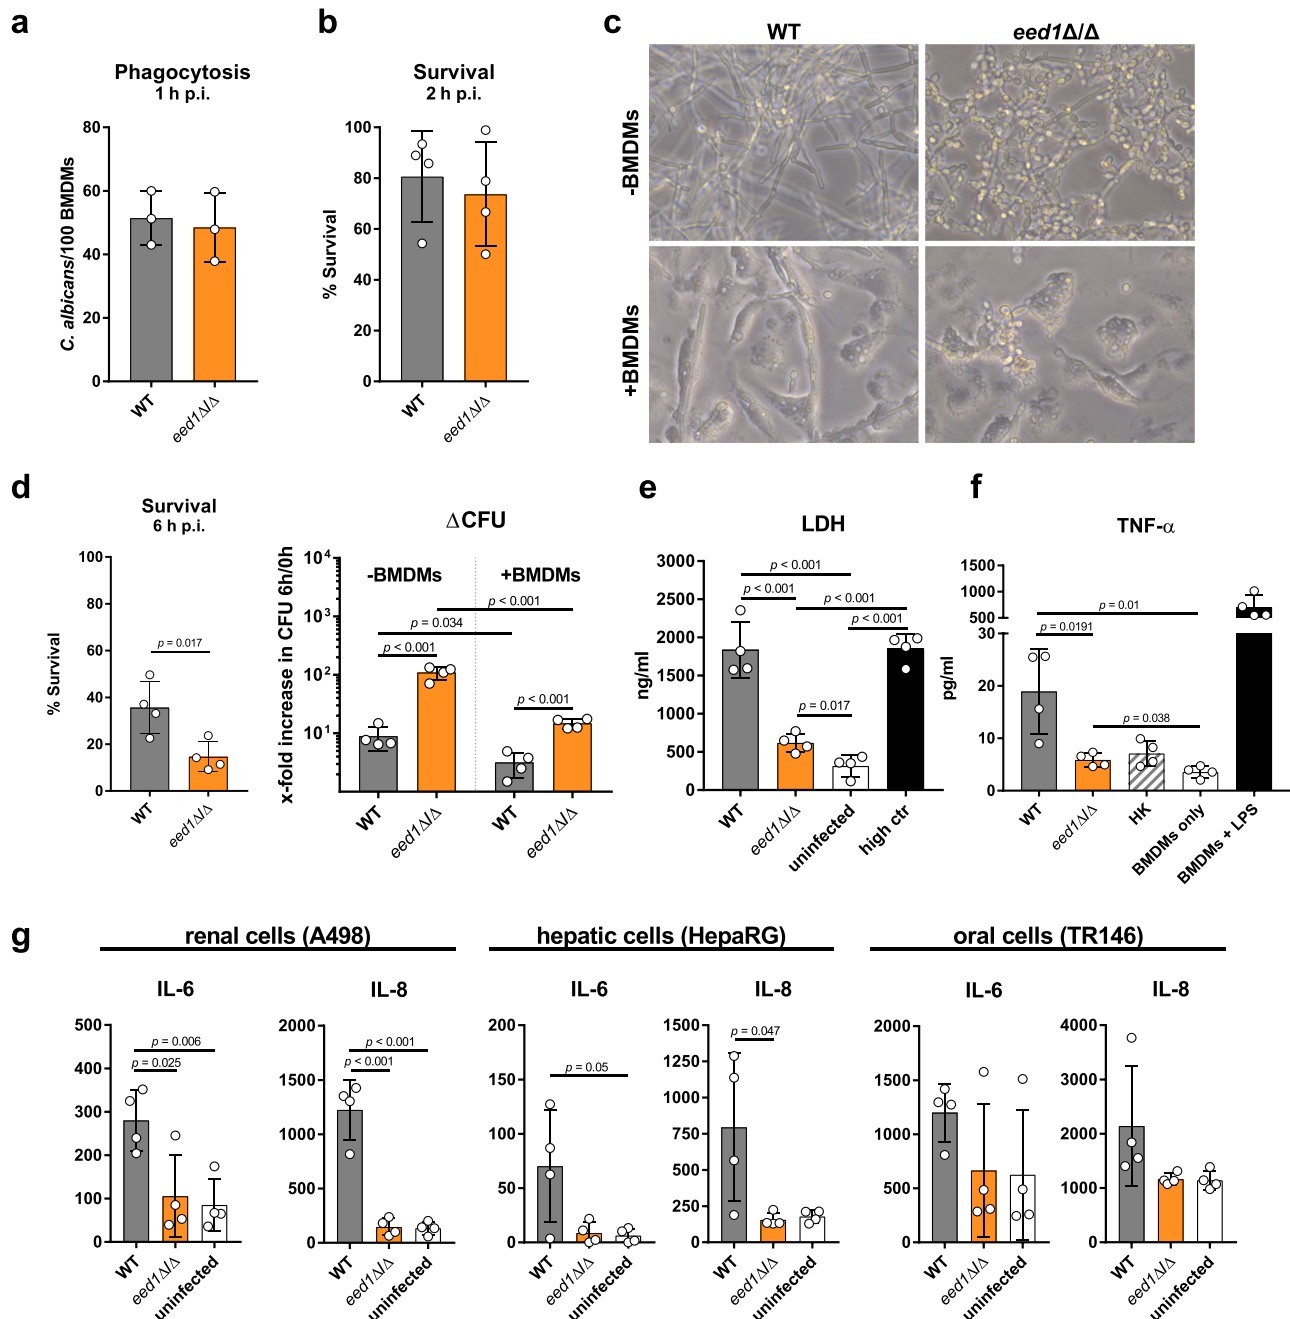 a
Phagocytosis
1 h p.i.
C. albicans/100 BMDMs
80
60
40
20
0
WT
eed1Δ/Δ
b
Survival
2 h p.i.
% Survival
100
80
60
40
20
0
WT
eed1Δ/Δ
c
WT
eed1Δ/Δ
-BMDMs
+BMDMs
d
Survival
6 h p.i.
% Survival
100
80
60
40
20
0
p = 0.017
WT
eed1Δ/Δ
ΔCFU
x-fold increase in CFU 6h/0h
10⁴
10³
10²
10¹
-BMDMs
+BMDMs
p < 0.001
p = 0.034
p < 0.001
p < 0.001
WT
eed1Δ/Δ
WT
eed1Δ/Δ
e
LDH
ng/ml
3000
2500
2000
1500
1000
500
0
p < 0.001
p < 0.001
p < 0.001
p < 0.001
p = 0.017
WT
eed1Δ/Δ
uninfected
high ctr
f
TNF-α
pg/ml
1500
1000
500
30
20
10
0
p = 0.01
p = 0.0191
p = 0.038
WT
eed1Δ/Δ
HK
BMDMs only
BMDMs + LPS
g
renal cells (A498)
IL-6
500
400
300
200
100
0
p = 0.006
p = 0.025
WT
eed1Δ/Δ
uninfected
IL-8
2000
1500
1000
500
0
p < 0.001
p < 0.001
WT
eed1Δ/Δ
uninfected
hepatic cells (HepaRG)
IL-6
200
150
100
50
0
p = 0.05
WT
eed1Δ/Δ
uninfected
IL-8
1500
1250
1000
750
500
250
0
p = 0.047
WT
eed1Δ/Δ
uninfected
oral cells (TR146)
IL-6
2000
1500
1000
500
0
WT
eed1Δ/Δ
uninfected
IL-8
4000
3000
2000
1000
0
WT
eed1Δ/Δ
uninfected